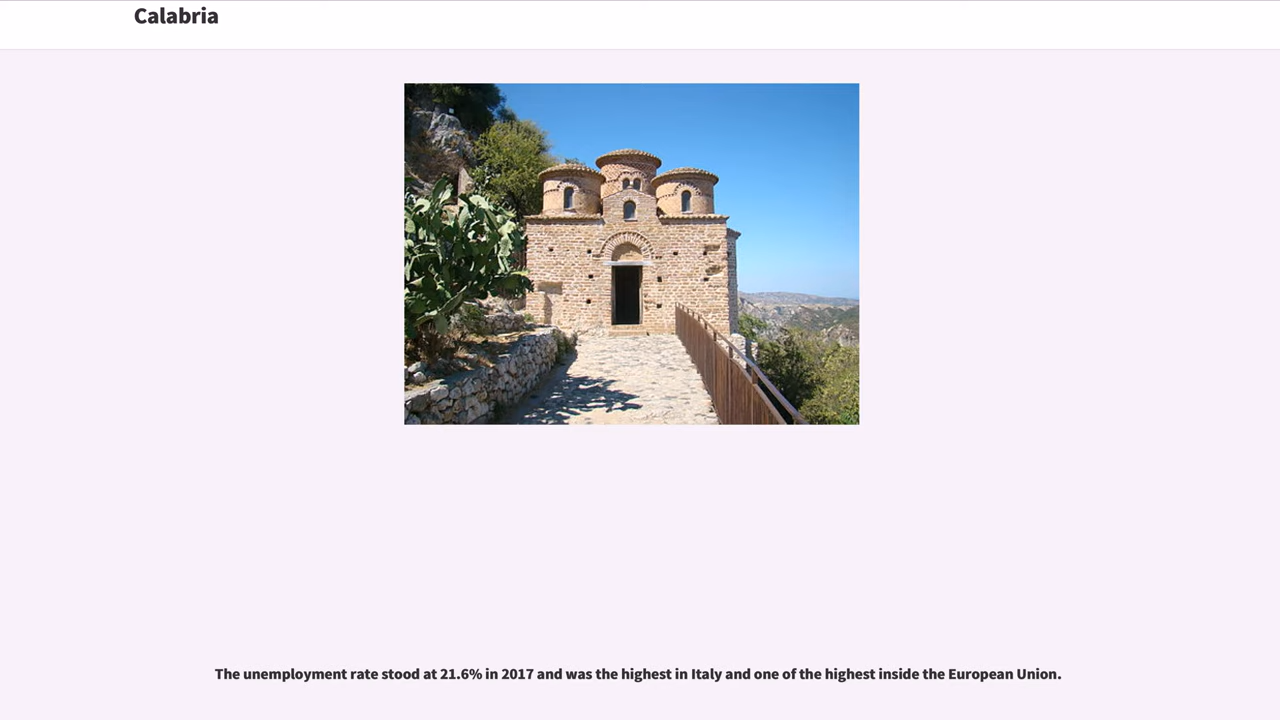 Calabria
The unemployment rate stood at 21.6% in 2017 and was the highest in Italy and one of the highest inside the European Union.